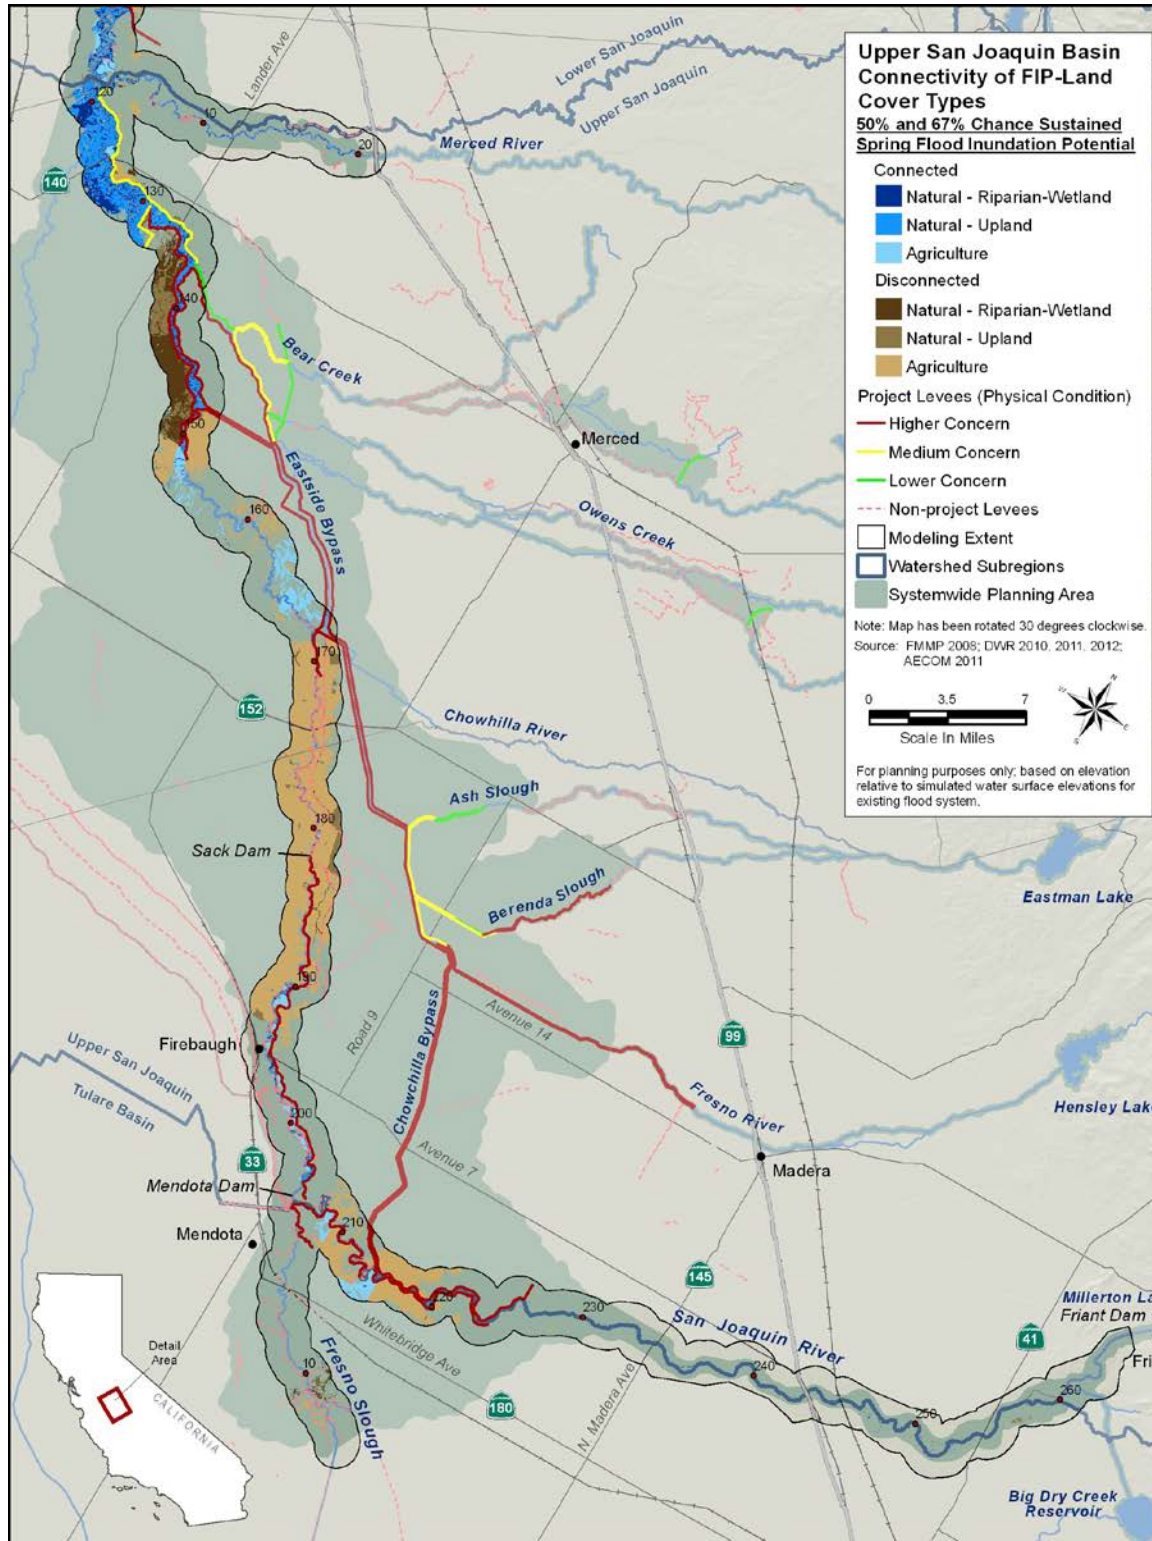 Upper San Joaquin Basin
Connectivity of FIP-Land
Cover Types
50% and 67% Chance Sustained
Spring Flood Inundation Potential
Connected
Natural - Riparian-Wetland
Natural - Upland
Agriculture
Disconnected
Natural - Riparian-Wetland
Natural - Upland
Agriculture
Project Levees (Physical Condition)
Higher Concern
Medium Concern
Lower Concern
Non-project Levees
Modeling Extent
Watershed Subregions
Systemwide Planning Area
Note: Map has been rotated 30 degrees clockwise.
Source: FMMP 2008; DWR 2010, 2011, 2012;
AECOM 2011
0 3.5 7
Scale In Miles
N
E
S
W
For planning purposes only; based on elevation
relative to simulated water surface elevations for
existing flood system.
Lander Ave
Lower San Joaquin
Upper San Joaquin
120
10
Merced River
20
140
130
140
Bear Creek
Merced
150
Eastside Bypass
160
Owens Creek
170
152
Chowhilla River
Ash Slough
180
Sack Dam
Berenda Slough
Eastman Lake
190
Avenue 14
99
Road 9
Firebaugh
Chowchilla Bypass
Upper San Joaquin
Tulare Basin
Fresno River
Hensley Lake
200
Avenue 7
33
Madera
Mendota Dam
210
Mendota
145
220
230
San Joaquin River
Millerton La
Friant Dam
41
Fri
Whitebridge Ave
240
260
Detail
Area
10
Fresno Slough
180
N. Madera Ave
250
CALIFORNIA
Big Dry Creek
Reservoir